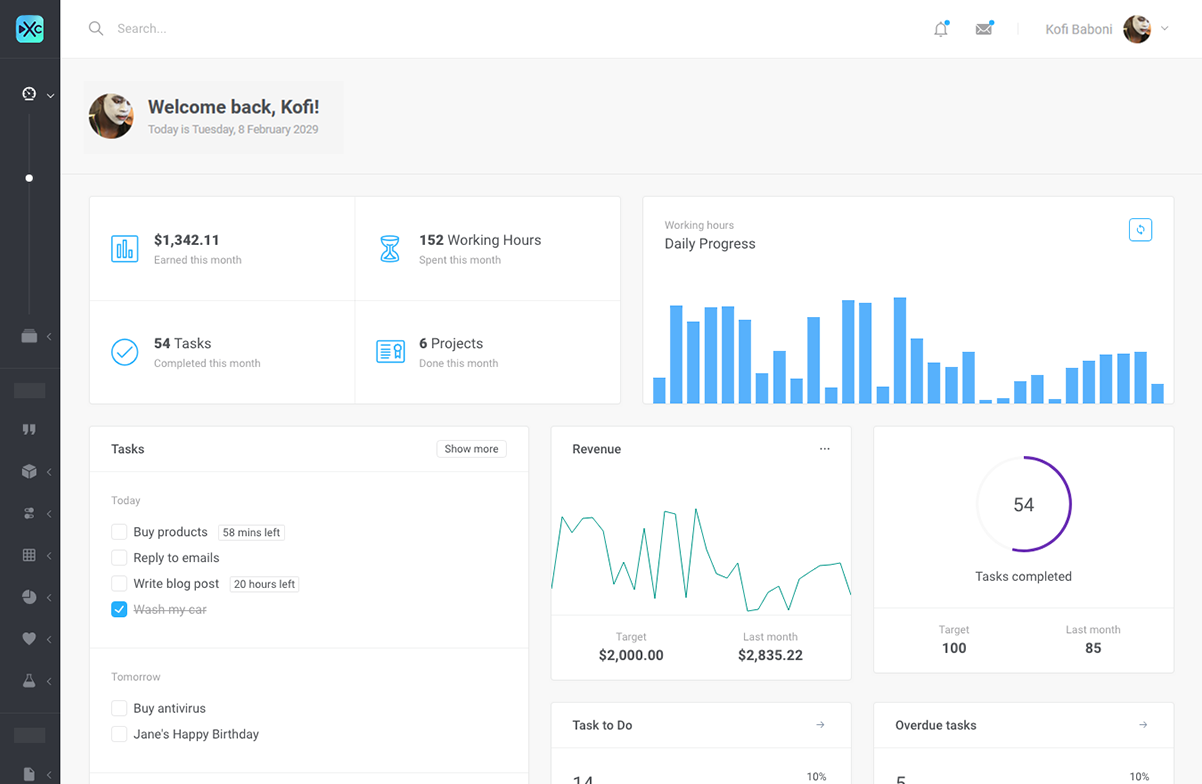 DXC
Search...
Kofi Baboni
Welcome back, Kofi!
Today is Tuesday, 8 February 2029
$1,342.11
Earned this month
152 Working Hours
Spent this month
54 Tasks
Completed this month
6 Projects
Done this month
Working hours
Daily Progress
Tasks
Show more
Today
Buy products 58 mins left
Reply to emails
Write blog post 20 hours left
Wash my car
Tomorrow
Buy antivirus
Jane's Happy Birthday
Revenue
Target
$2,000.00
Last month
$2,835.22
54
Tasks completed
Target
100
Last month
85
Task to Do
14
10%
Overdue tasks
5
10%